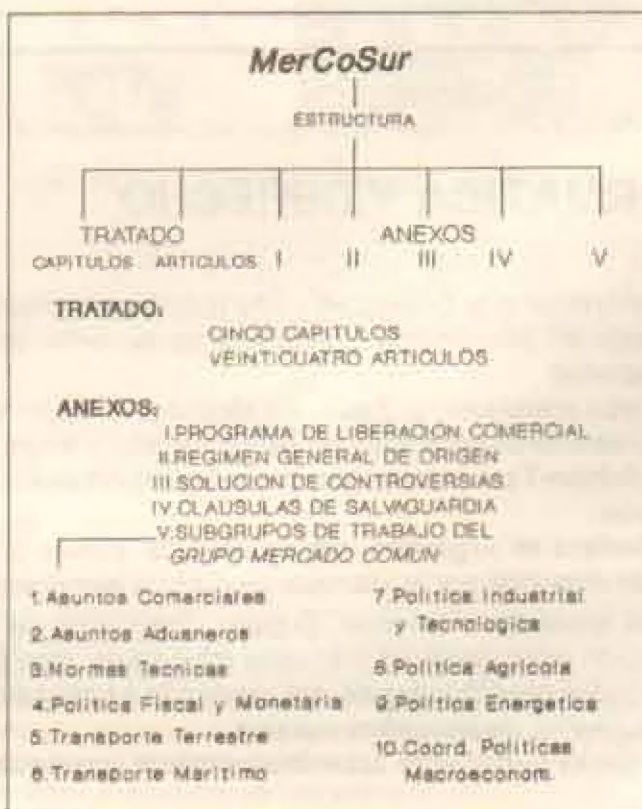 MerCoSur
ESTRUCTURA
TRATADO ANEXOS
CAPITULOS ARTICULOS I II III IV V
TRATADO:
CINCO CAPITULOS
VEINTICUATRO ARTICULOS
ANEXOS:
I.PROGRAMA DE LIBERACION COMERCIAL
II.REGIMEN GENERAL DE ORIGEN
III.SOLUCION DE CONTROVERSIAS
IV.CLAUSULAS DE SALVAGUARDIA
V.SUBGRUPOS DE TRABAJO DEL
GRUPO MERCADO COMUN
1.Asuntos Comerciales
2.Asuntos Aduaneros
3.Normas Tecnicas
4.Politica Fiscal y Monetaria
5.Transporte Terrestre
6.Transporte Maritimo
7.Politica Industrial
y Tecnologica
8.Politica Agricola
9.Politica Energetica
10.Coord. Politicas
Macroeconom.